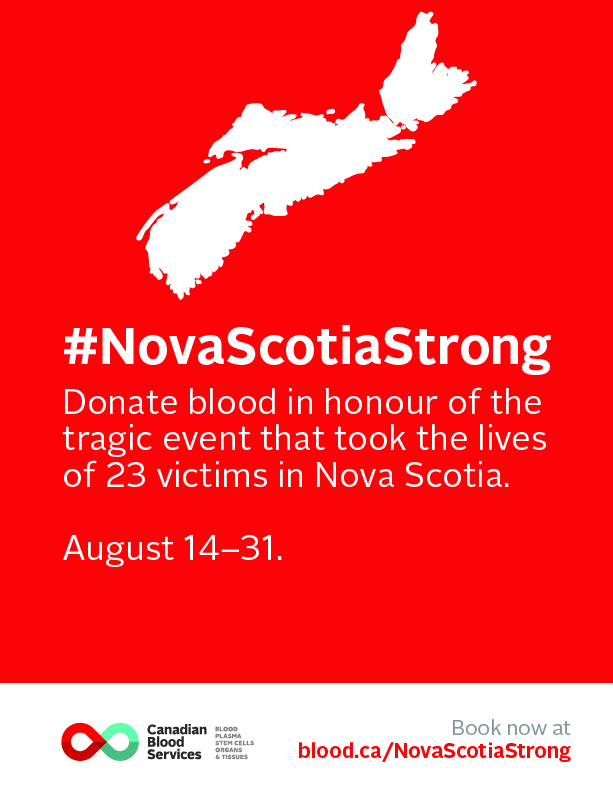 #NovaScotiaStrong
Donate blood in honour of the
tragic event that took the lives
of 23 victims in Nova Scotia.
August 14–31.
Canadian
Blood
Services
BLOOD
PLASMA
STEM CELLS
ORGANS
& TISSUES
Book now at
blood.ca/NovaScotiaStrong